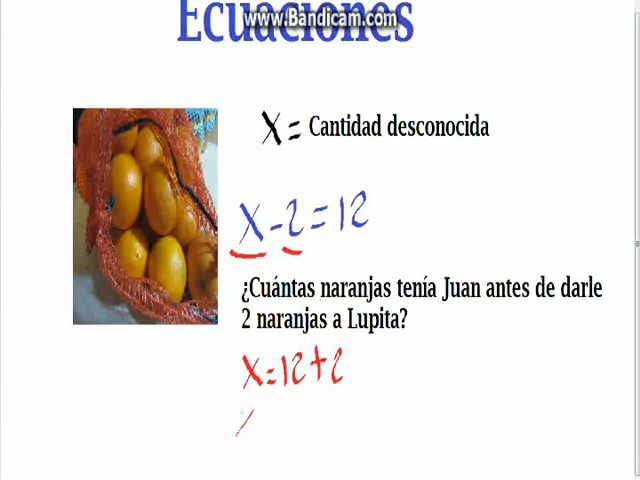 www.Bandicam.com
Ecuaciones
X = Cantidad desconocida
X - 2 = 12
¿Cuántas naranjas tenía Juan antes de darle
2 naranjas a Lupita?
X = 12 + 2